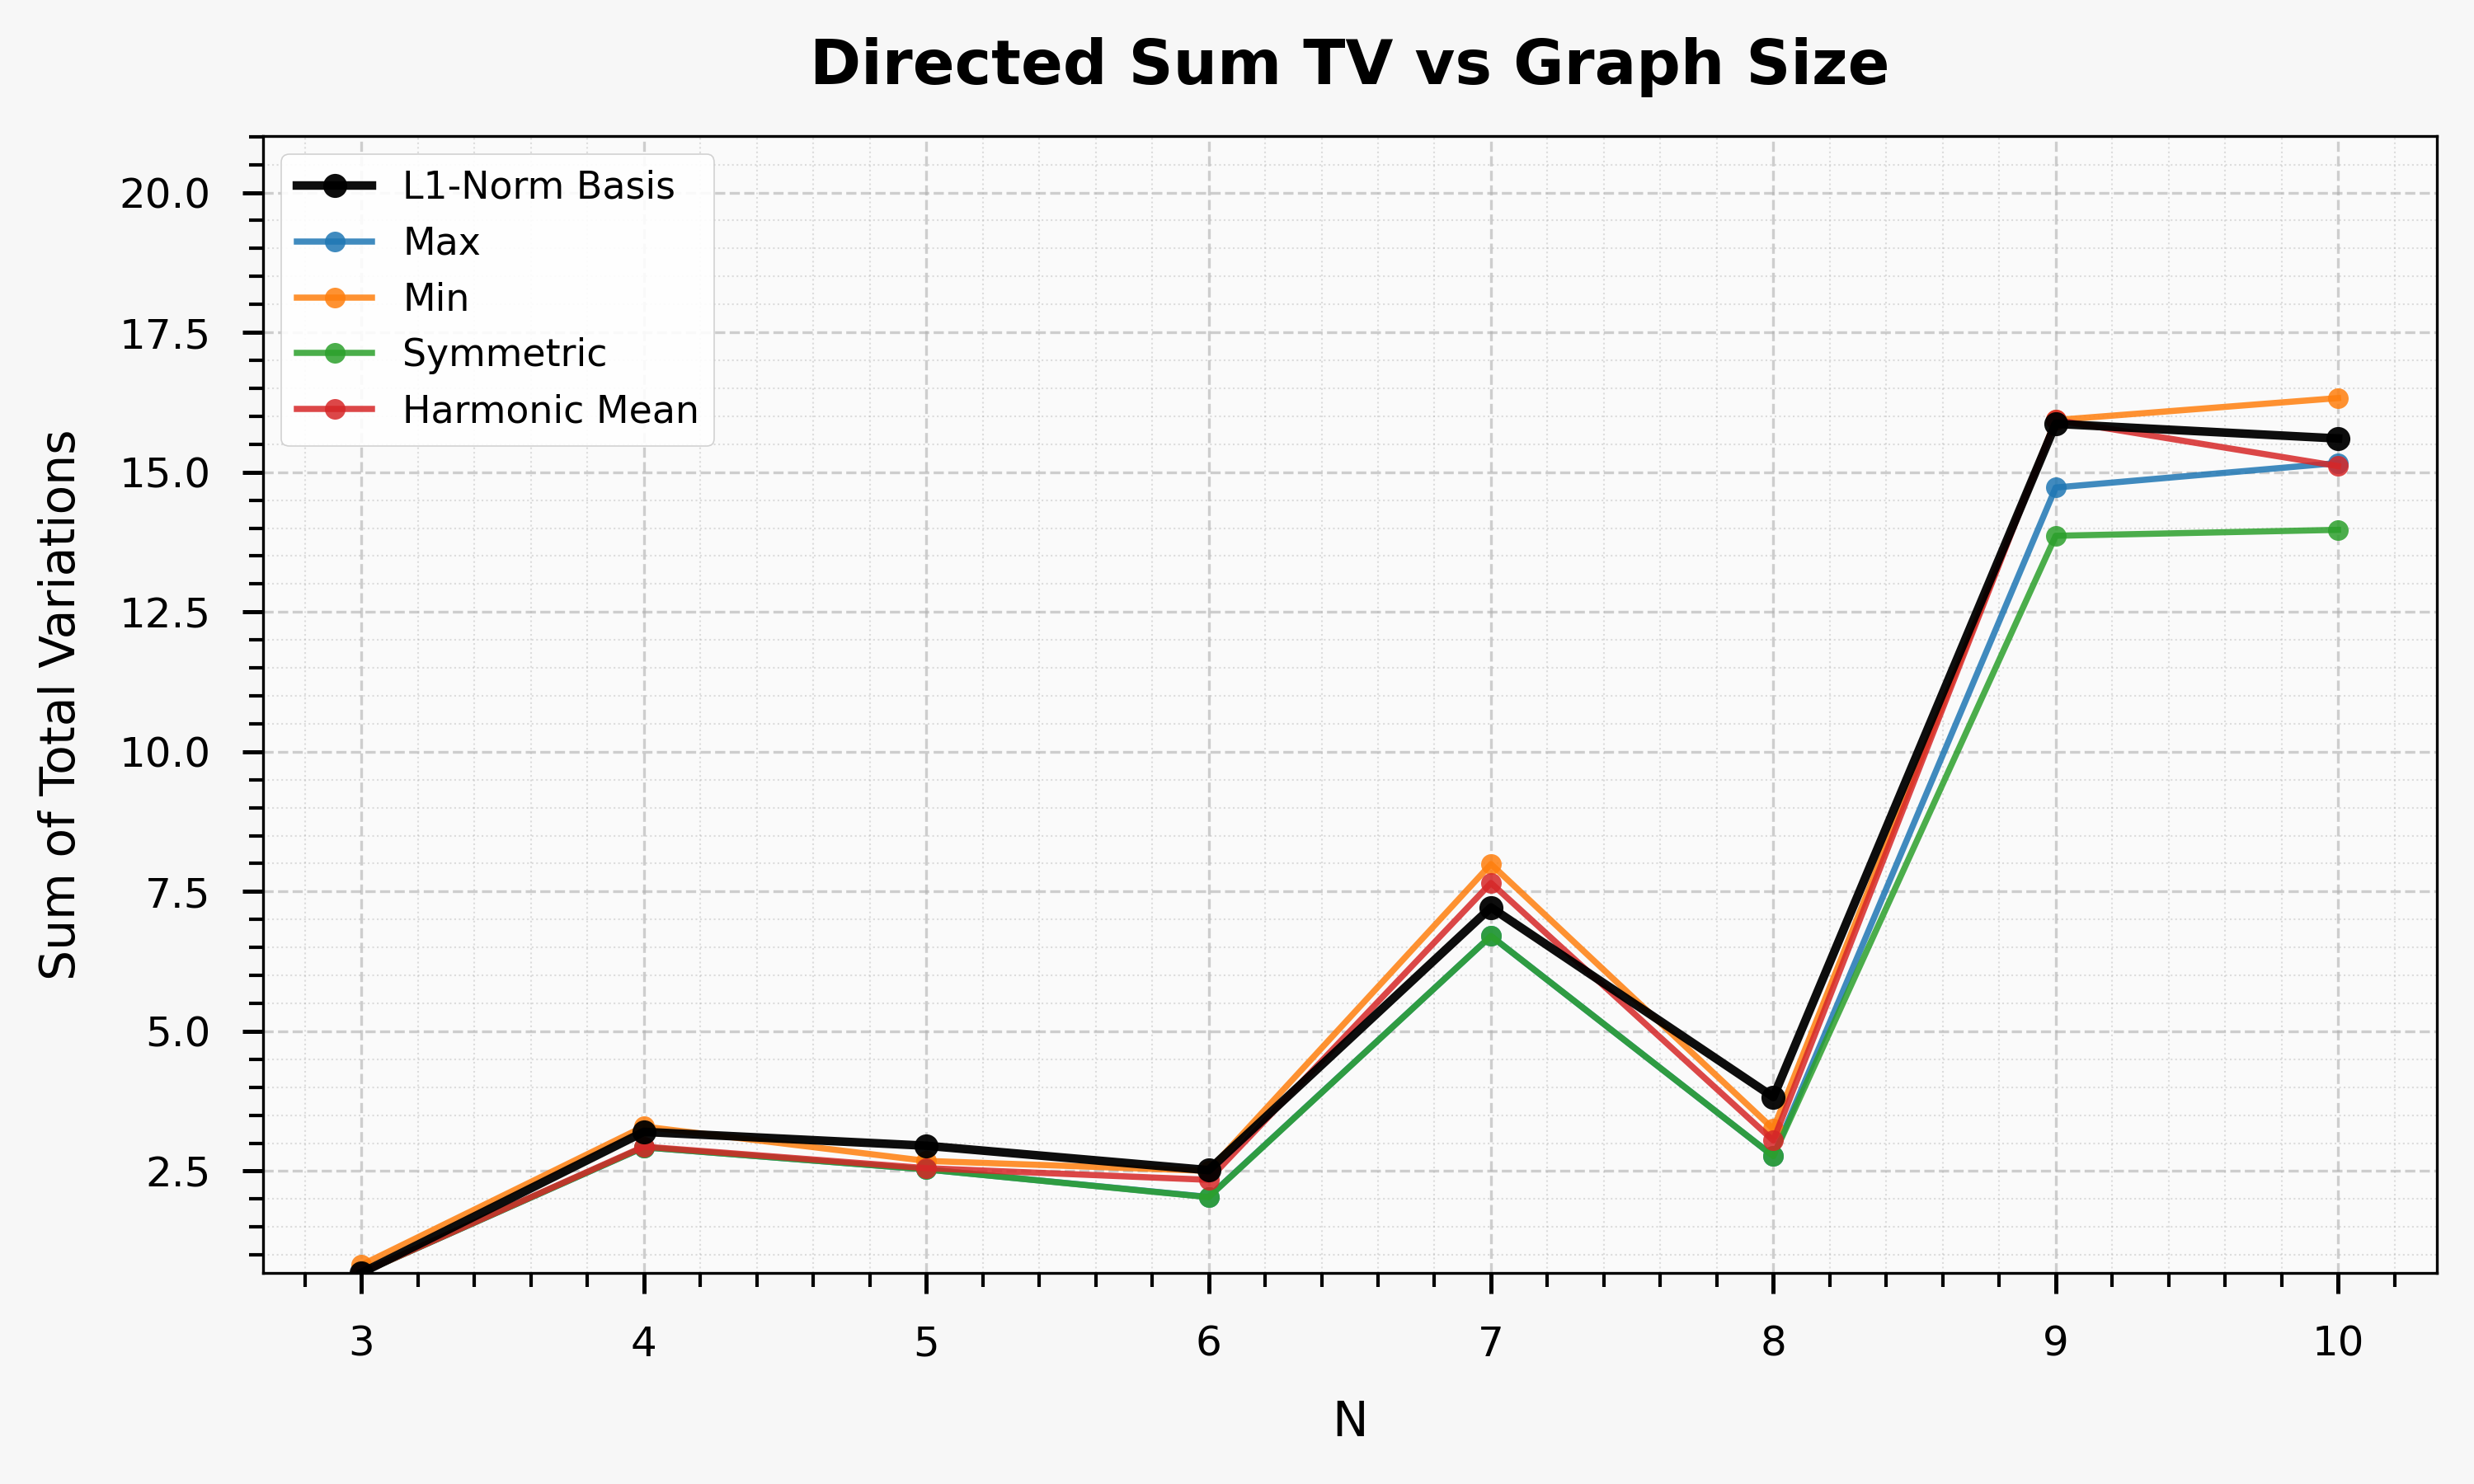 Directed Sum TV vs Graph Size
L1-Norm Basis
Max
Min
Symmetric
Harmonic Mean
Sum of Total Variations
20.0
17.5
15.0
12.5
10.0
7.5
5.0
2.5
3 4 5 6 7 8 9 10
N